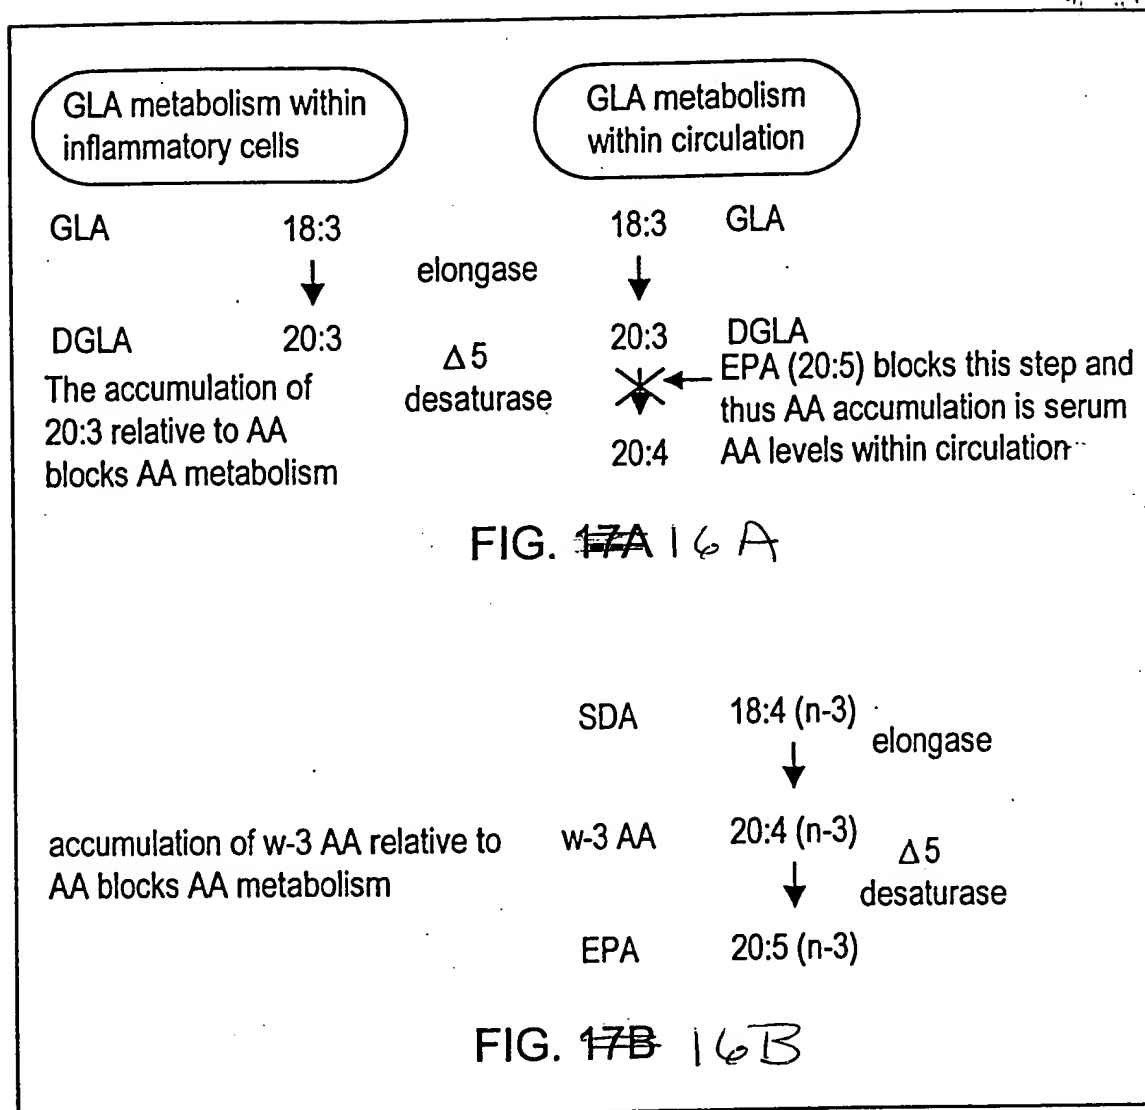 GLA metabolism within
inflammatory cells
GLA metabolism
within circulation
GLA 18:3
elongase
18:3 GLA
DGLA 20:3
The accumulation of
20:3 relative to AA
blocks AA metabolism
Δ5
desaturase
20:3 DGLA
EPA (20:5) blocks this step and
thus AA accumulation is serum
20:4 AA levels within circulation
FIG. 17A 16A
SDA 18:4 (n-3)
elongase
accumulation of w-3 AA relative to
AA blocks AA metabolism
w-3 AA 20:4 (n-3)
Δ5
desaturase
EPA 20:5 (n-3)
FIG. 17B 16B